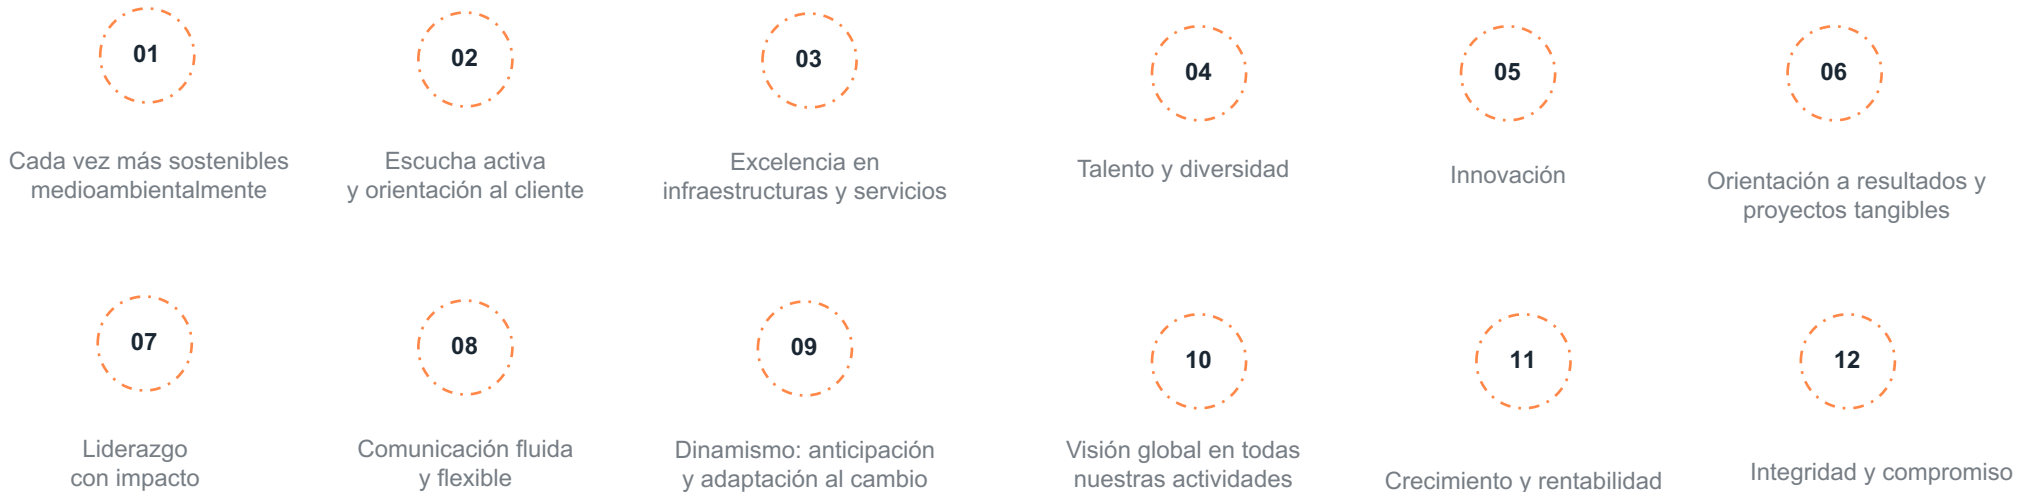 01
Cada vez más sostenibles
medioambientalmente
02
Escucha activa
y orientación al cliente
03
Excelencia en
infraestructuras y servicios
04
Talento y diversidad
05
Innovación
06
Orientación a resultados y
proyectos tangibles
07
Liderazgo
con impacto
08
Comunicación fluida
y flexible
09
Dinamismo: anticipación
y adaptación al cambio
10
Visión global en todas
nuestras actividades
11
Crecimiento y rentabilidad
12
Integridad y compromiso